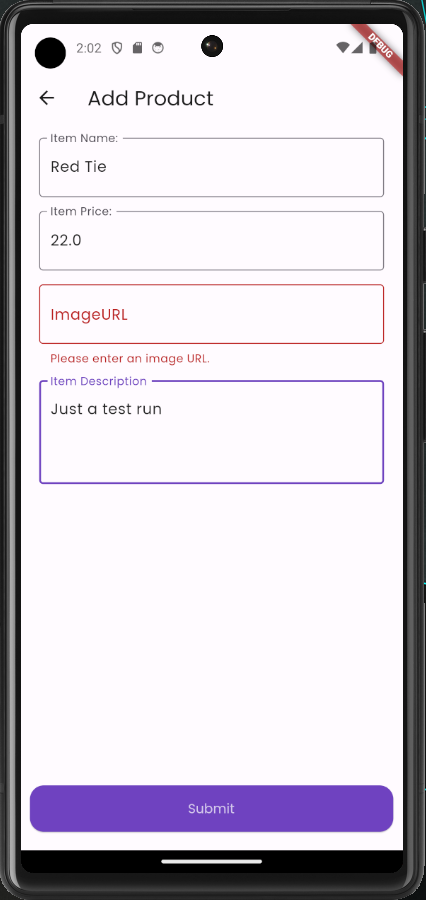 2:02
DEBUG
Add Product
Item Name:
Red Tie
Item Price:
22.0
ImageURL
Please enter an image URL.
Item Description
Just a test run
Submit